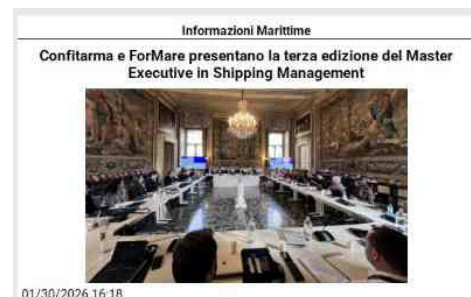 Informazioni Marittime
Confitarma e ForMare presentano la terza edizione del Master
Executive in Shipping Management
01/30/2026 16:18